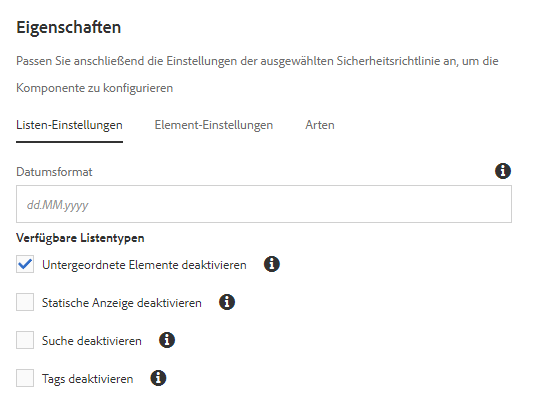 Eigenschaften
Passen Sie anschließend die Einstellungen der ausgewählten Sicherheitsrichtlinie an, um die
Komponente zu konfigurieren
Listen-Einstellungen Element-Einstellungen Arten
Datumsformat
dd.MM.yyyy
Verfügbare Listentypen
Untergeordnete Elemente deaktivieren
Statische Anzeige deaktivieren
Suche deaktivieren
Tags deaktivieren